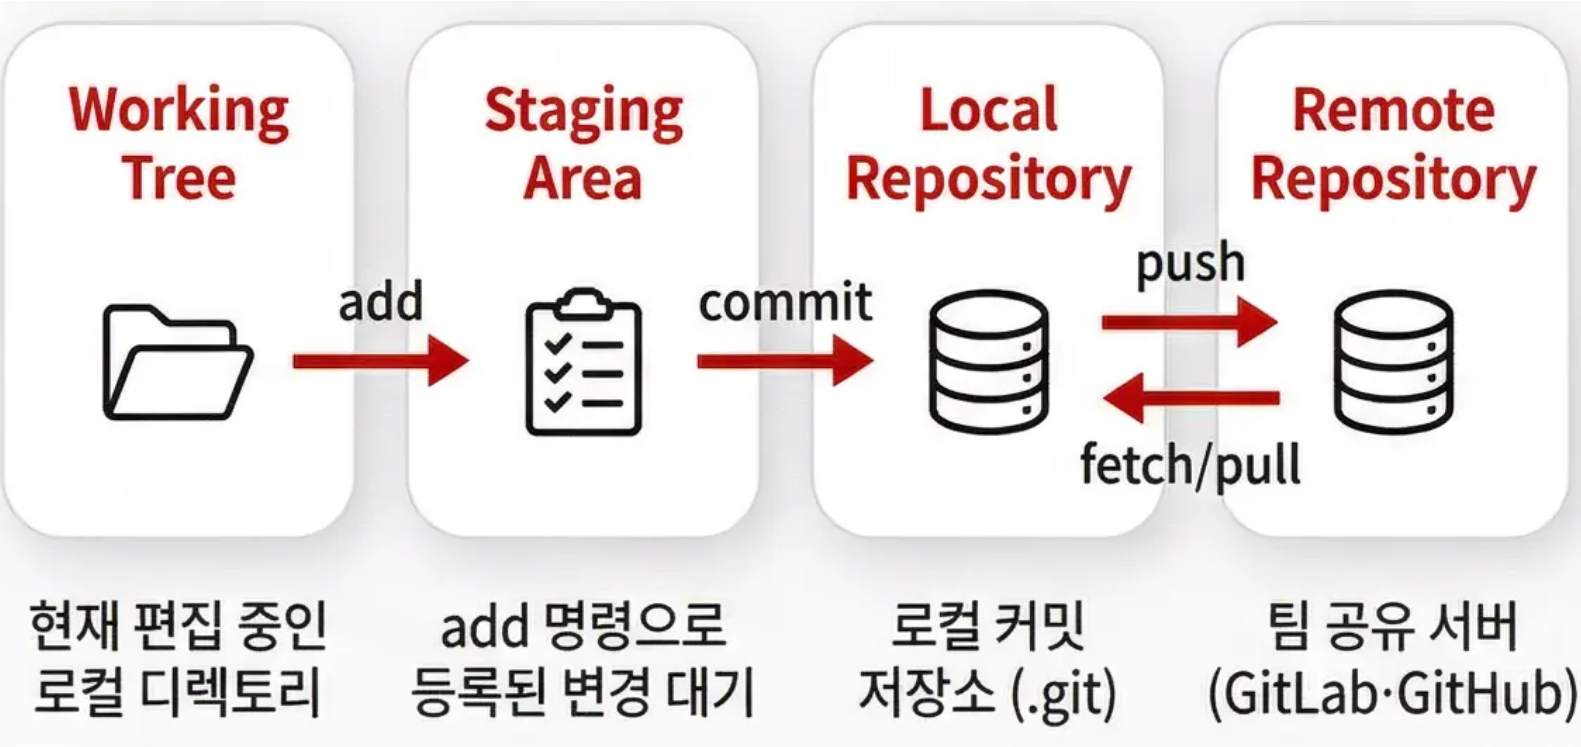 Working
Tree
Staging
Area
Local
Repository
Remote
Repository
add
commit
push
fetch/pull
현재 편집 중인
로컬 디렉토리
add 명령으로
등록된 변경 대기
로컬 커밋
저장소 (.git)
팀 공유 서버
(GitLab·GitHub)